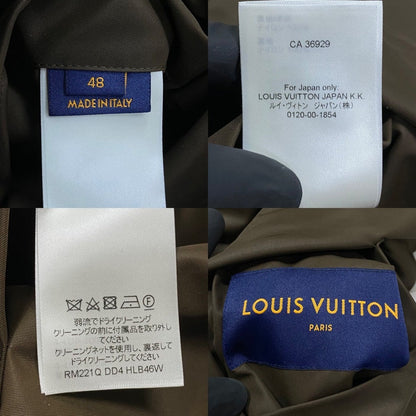 48
MADE IN ITALY
CA 36929
For Japan only:
LOUIS VUITTON JAPAN K.K.
ルイ・ヴィトン ジャパン(株)
0120-00-1854
弱流でドライクリーニング
クリーニングの前に付属品を取り外し
てください
クリーニングネットを使用し、裏返し
てドライクリーニングしてください
RM221Q DD4 HLB46W
LOUIS VUITTON
PARIS